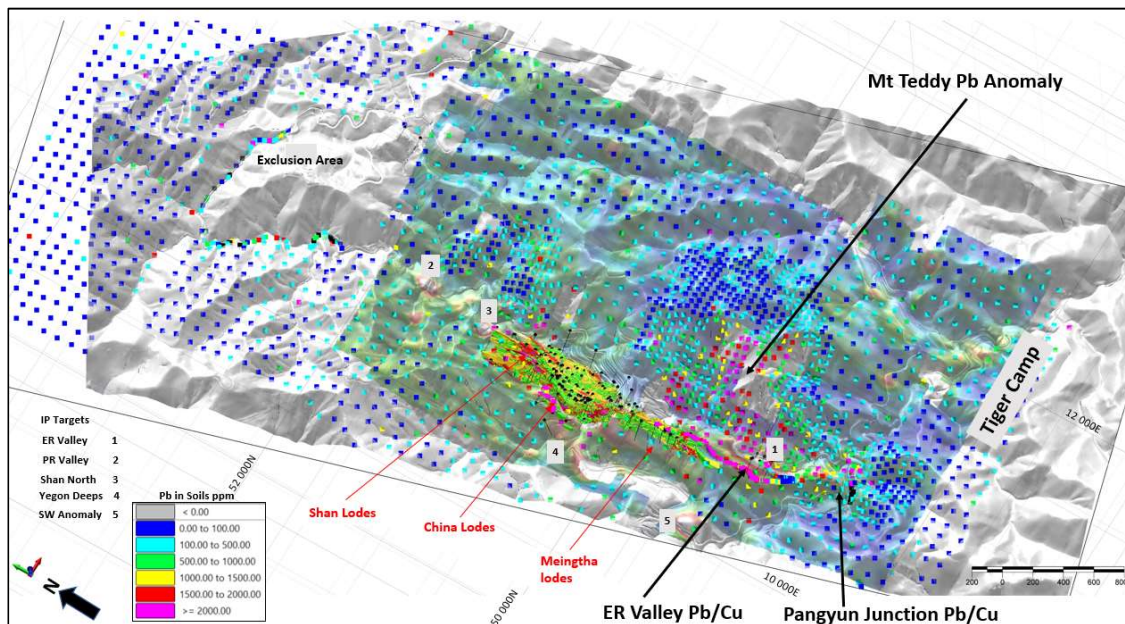 Mt Teddy Pb Anomaly
Exclusion Area
2
3
Tiger Camp
12 000E
1
4
5
IP Targets
ER Valley 1
PR Valley 2
Shan North 3
Yegon Deeps 4
SW Anomaly 5
52 000N
Pb in Soils ppm
< 0.00
0.00 to 100.00
100.00 to 500.00
500.00 to 1000.00
1000.00 to 1500.00
1500.00 to 2000.00
>= 2000.00
Shan Lodes
China Lodes
Meingtha
lodes
N
50 000N
10 000E
200 0 200 400 600 800
ER Valley Pb/Cu
Pangyun Junction Pb/Cu